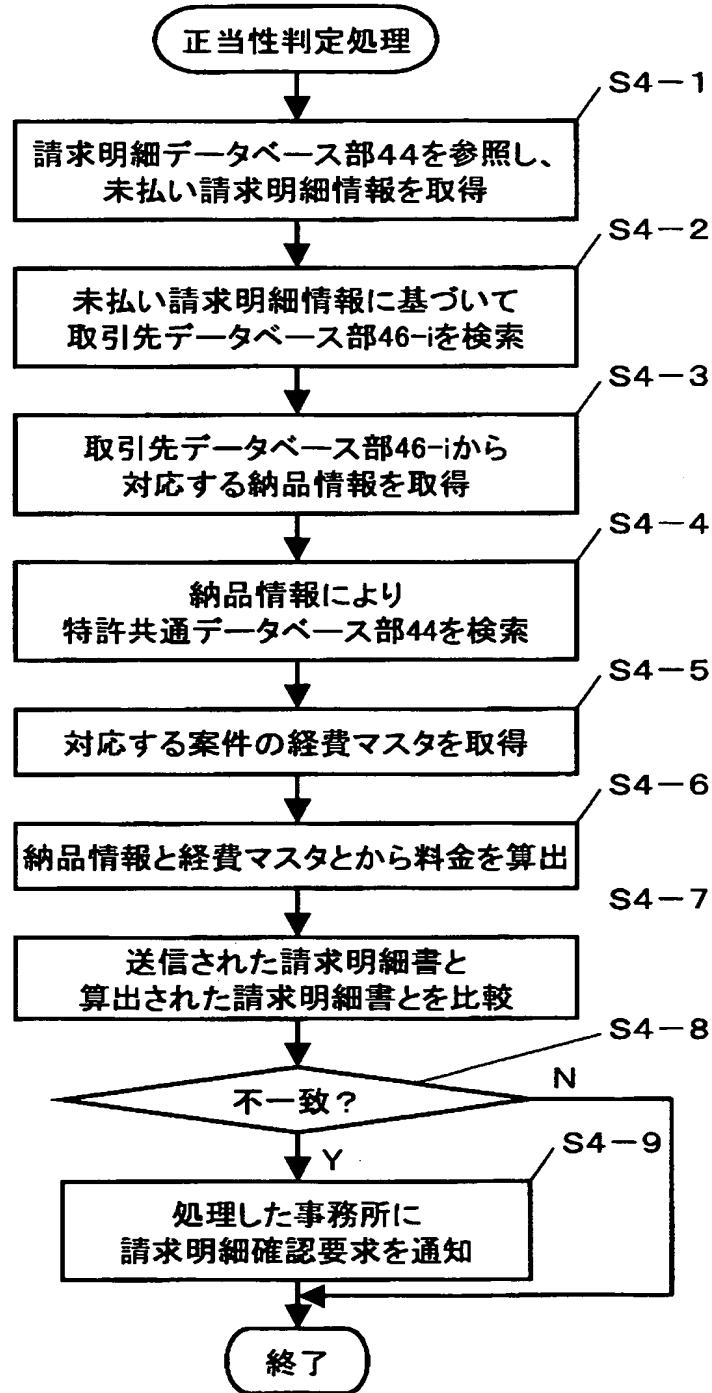 正当性判定処理
S4-1
請求明細データベース部44を参照し、
未払い請求明細情報を取得
S4-2
未払い請求明細情報に基づいて
取引先データベース部46-iを検索
S4-3
取引先データベース部46-iから
対応する納品情報を取得
S4-4
納品情報により
特許共通データベース部44を検索
S4-5
対応する案件の経費マスタを取得
S4-6
納品情報と経費マスタとから料金を算出
S4-7
送信された請求明細書と
算出された請求明細書とを比較
S4-8
不一致?
N
Y
S4-9
処理した事務所に
請求明細確認要求を通知
終了